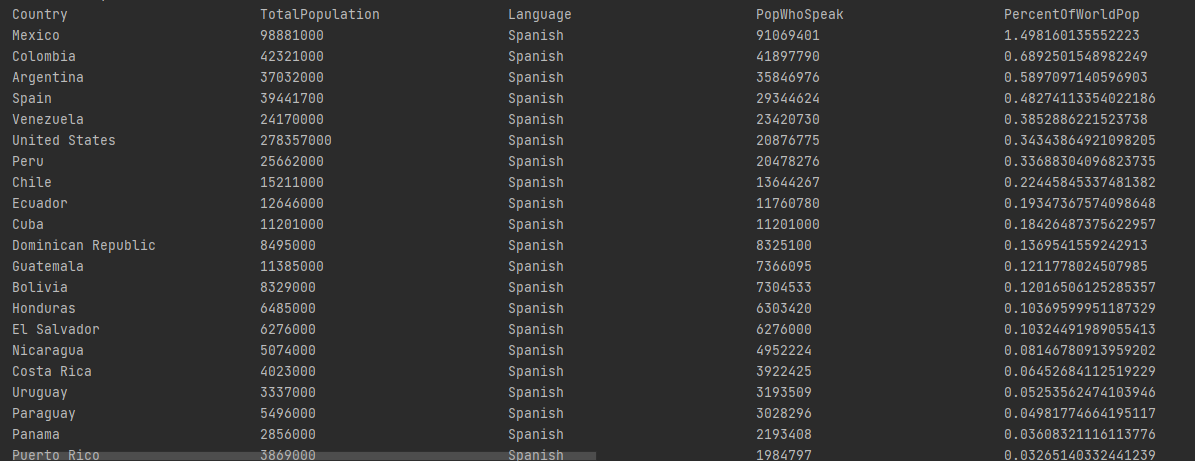 Country TotalPopulation Language PopWhoSpeak PercentOfWorldPop
Mexico 98881000 Spanish 91069401 1.498160135552223
Colombia 42321000 Spanish 41897790 0.6892501548982249
Argentina 37032000 Spanish 35846976 0.5897097140596903
Spain 39441700 Spanish 29344624 0.48274113354022186
Venezuela 24170000 Spanish 23420730 0.3852886221523738
United States 278357000 Spanish 20876775 0.34343864921098205
Peru 25662000 Spanish 20478276 0.33688304096823735
Chile 15211000 Spanish 13644267 0.22445845337481382
Ecuador 12646000 Spanish 11760780 0.19347367574098648
Cuba 11201000 Spanish 11201000 0.18426487375622957
Dominican Republic 8495000 Spanish 8325100 0.1369541559242913
Guatemala 11385000 Spanish 7366095 0.1211778024507985
Bolivia 8329000 Spanish 7304533 0.12016506125285357
Honduras 6485000 Spanish 6303420 0.10369599951187329
El Salvador 6276000 Spanish 6276000 0.10324491989055413
Nicaragua 5074000 Spanish 4952224 0.08146780913959202
Costa Rica 4023000 Spanish 3922425 0.06452684112519229
Uruguay 3337000 Spanish 3193509 0.05253562474103946
Paraguay 5496000 Spanish 3028296 0.04981774664195117
Panama 2856000 Spanish 2193408 0.03608321116113776
Puerto Rico 3869000 Spanish 1984797 0.03265140332441239